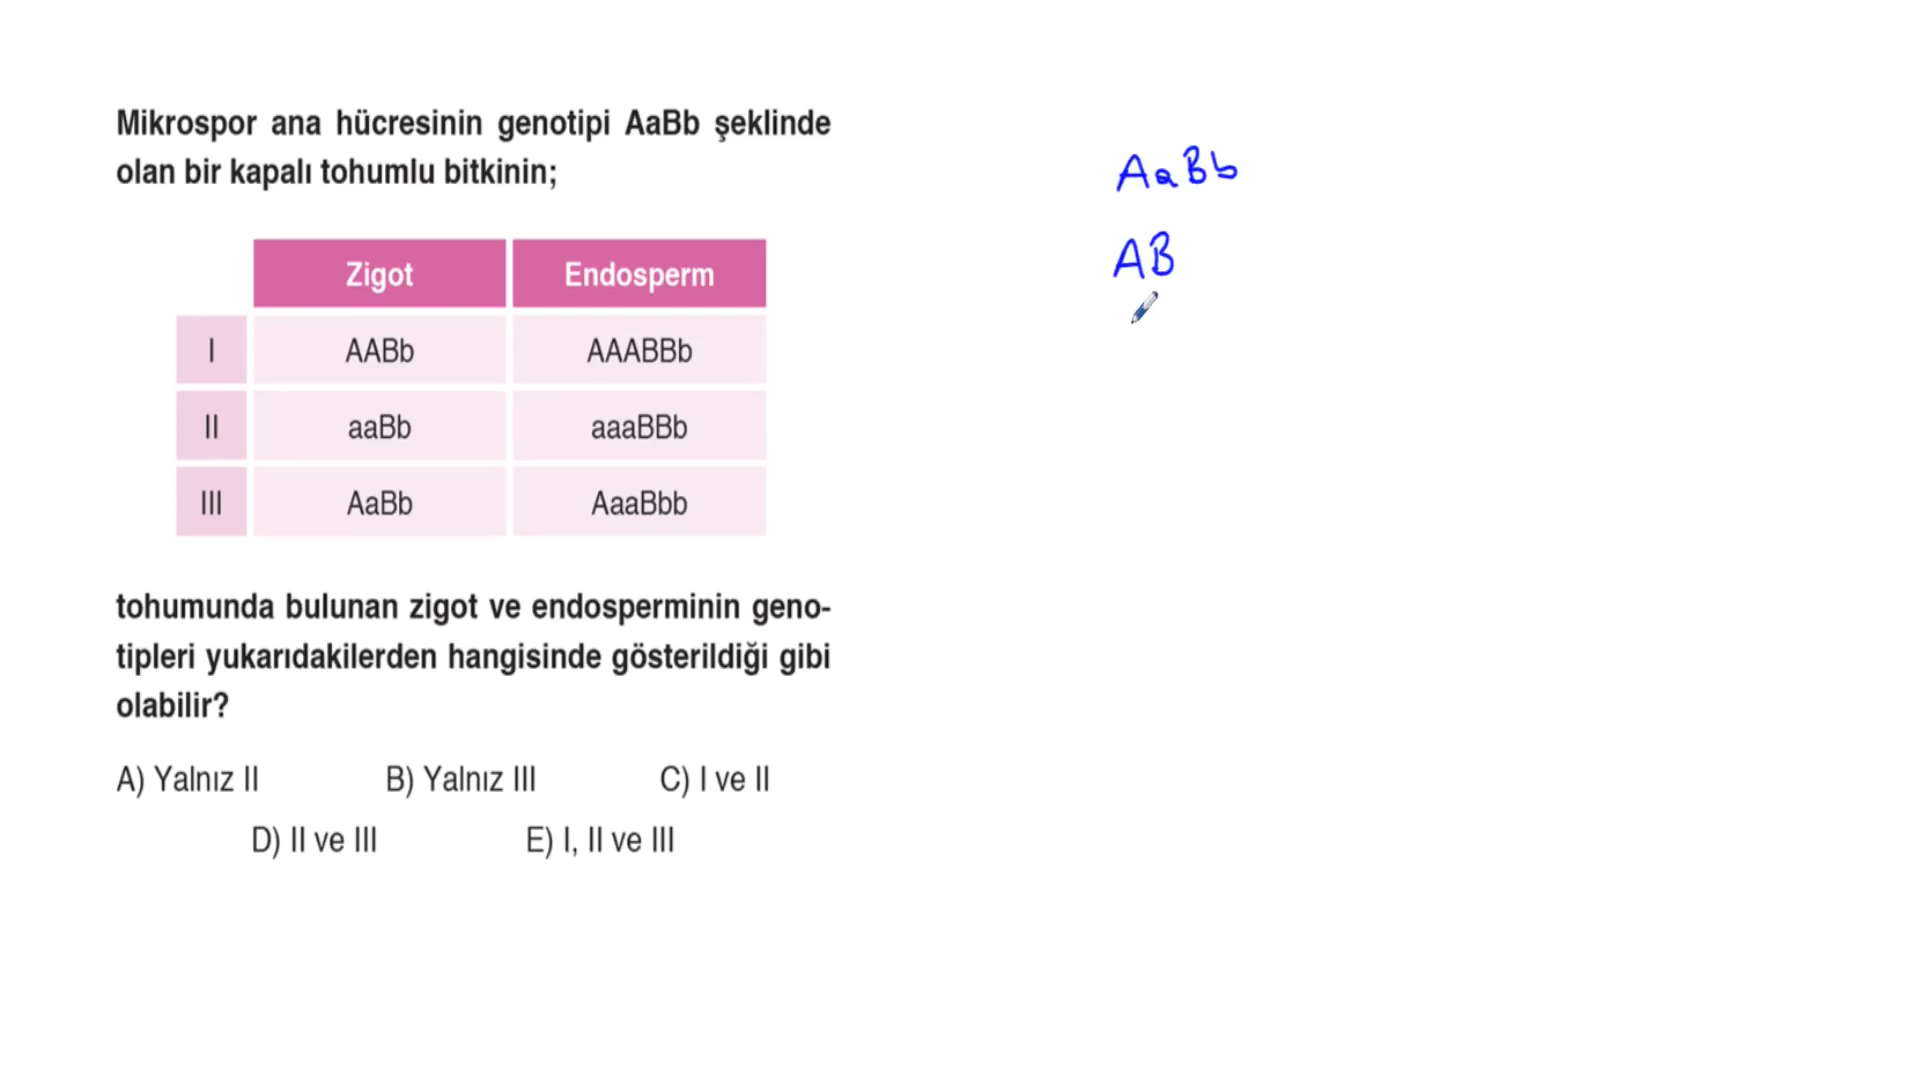 Mikrospor ana hücresinin genotipi AaBb şeklinde
olan bir kapalı tohumlu bitkinin;
Zigot Endosperm
I AABb AAABBb
II aaBb aaaBBb
III AaBb AaaBbb
tohumunda bulunan zigot ve endosperminin geno-
tipleri yukarıdakilerden hangisinde gösterildiği gibi
olabilir?
A) Yalnız II B) Yalnız III C) I ve II
D) II ve III E) I, II ve III
AaBb
AB